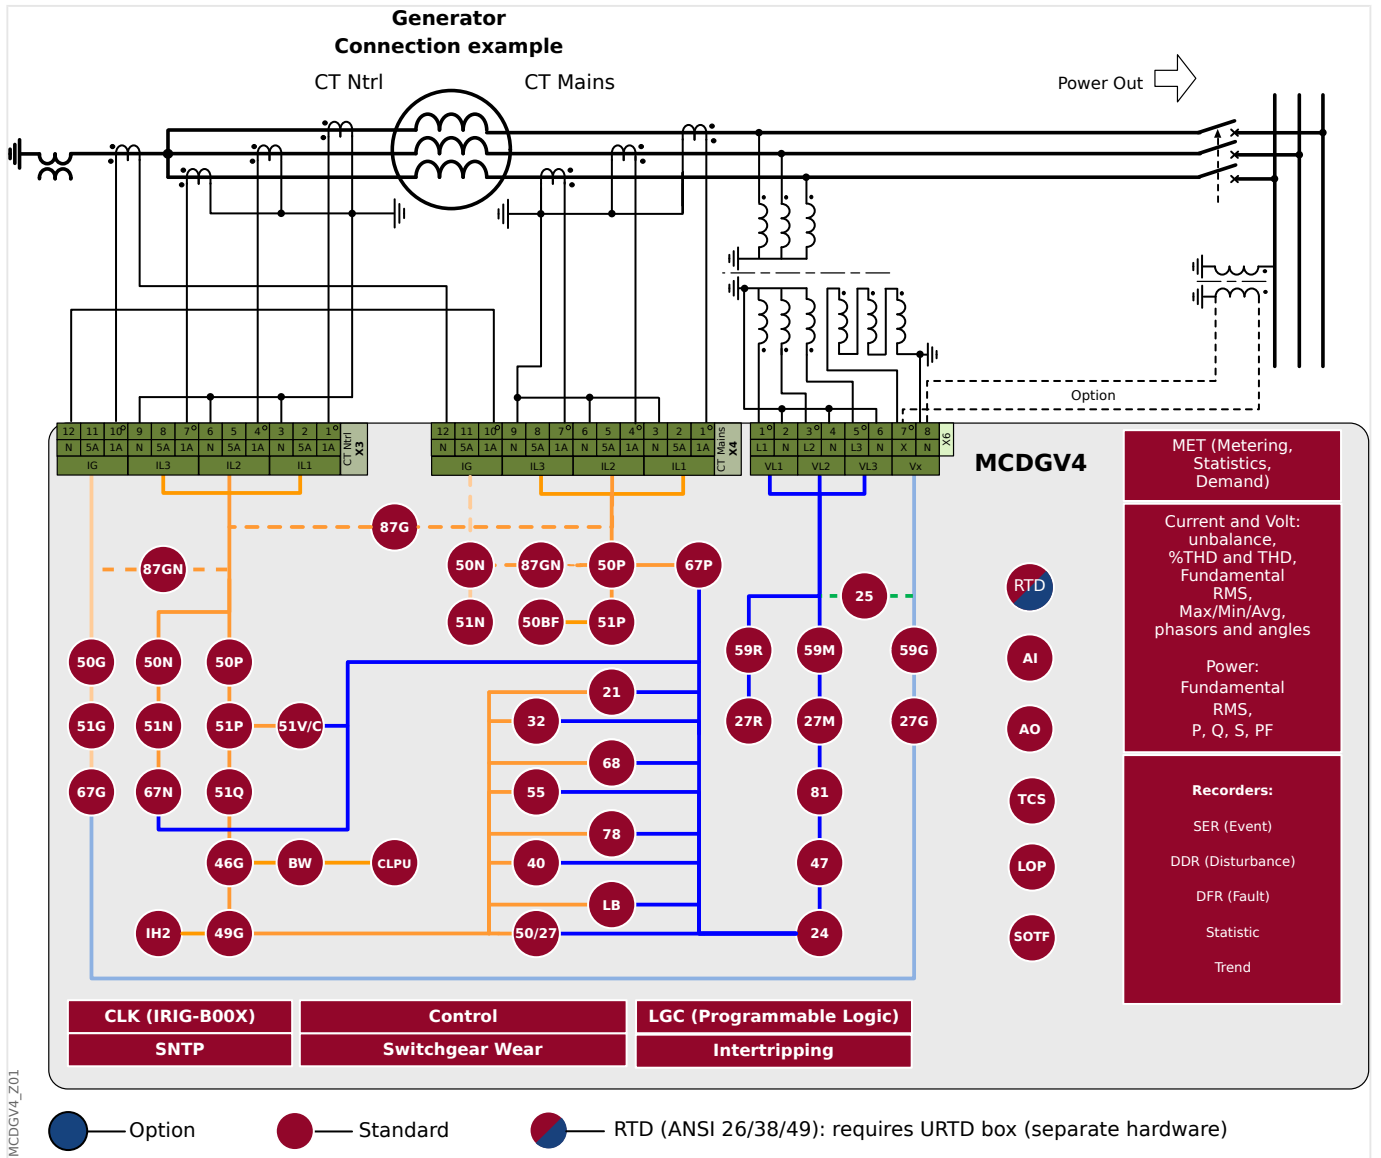 Generator
Connection example
CT Ntrl
CT Mains
Power Out
Option
12 11 10 9 8 7 6 5 4 3 2 1
N 5A 1A N 5A 1A N 5A 1A N 5A 1A
IG IL3 IL2 IL1
CT Ntrl
X3
12 11 10 9 8 7 6 5 4 3 2 1
N 5A 1A N 5A 1A N 5A 1A N 5A 1A
IG IL3 IL2 IL1
CT Mains
X4
1 2 3 4 5 6 7 8
L1 N L2 N L3 N X N
VL1 VL2 VL3 Vx
X6
MCDGV4
MET (Metering,
Statistics,
Demand)
Current and Volt:
unbalance,
%THD and THD,
Fundamental
RMS,
Max/Min/Avg,
phasors and angles
Power:
Fundamental
RMS,
P, Q, S, PF
Recorders:
SER (Event)
DDR (Disturbance)
DFR (Fault)
Statistic
Trend
87G
87GN
50N
87GN
50P
67P
51N
50BF
51P
25
RTD
50G
50N
50P
59R
59M
59G
AI
51G
51N
51P
51V/C
21
32
27R
27M
27G
AO
67G
67N
51Q
68
55
81
TCS
46G
BW
CLPU
78
40
47
LOP
IH2
49G
LB
50/27
24
SOTF
CLK (IRIG-B00X)
Control
LGC (Programmable Logic)
SNTP
Switchgear Wear
Intertripping
MCDGV4_Z01
Option
Standard
RTD (ANSI 26/38/49): requires URTD box (separate hardware)